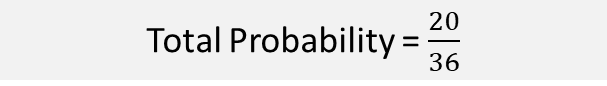 Total Probability = 20/36